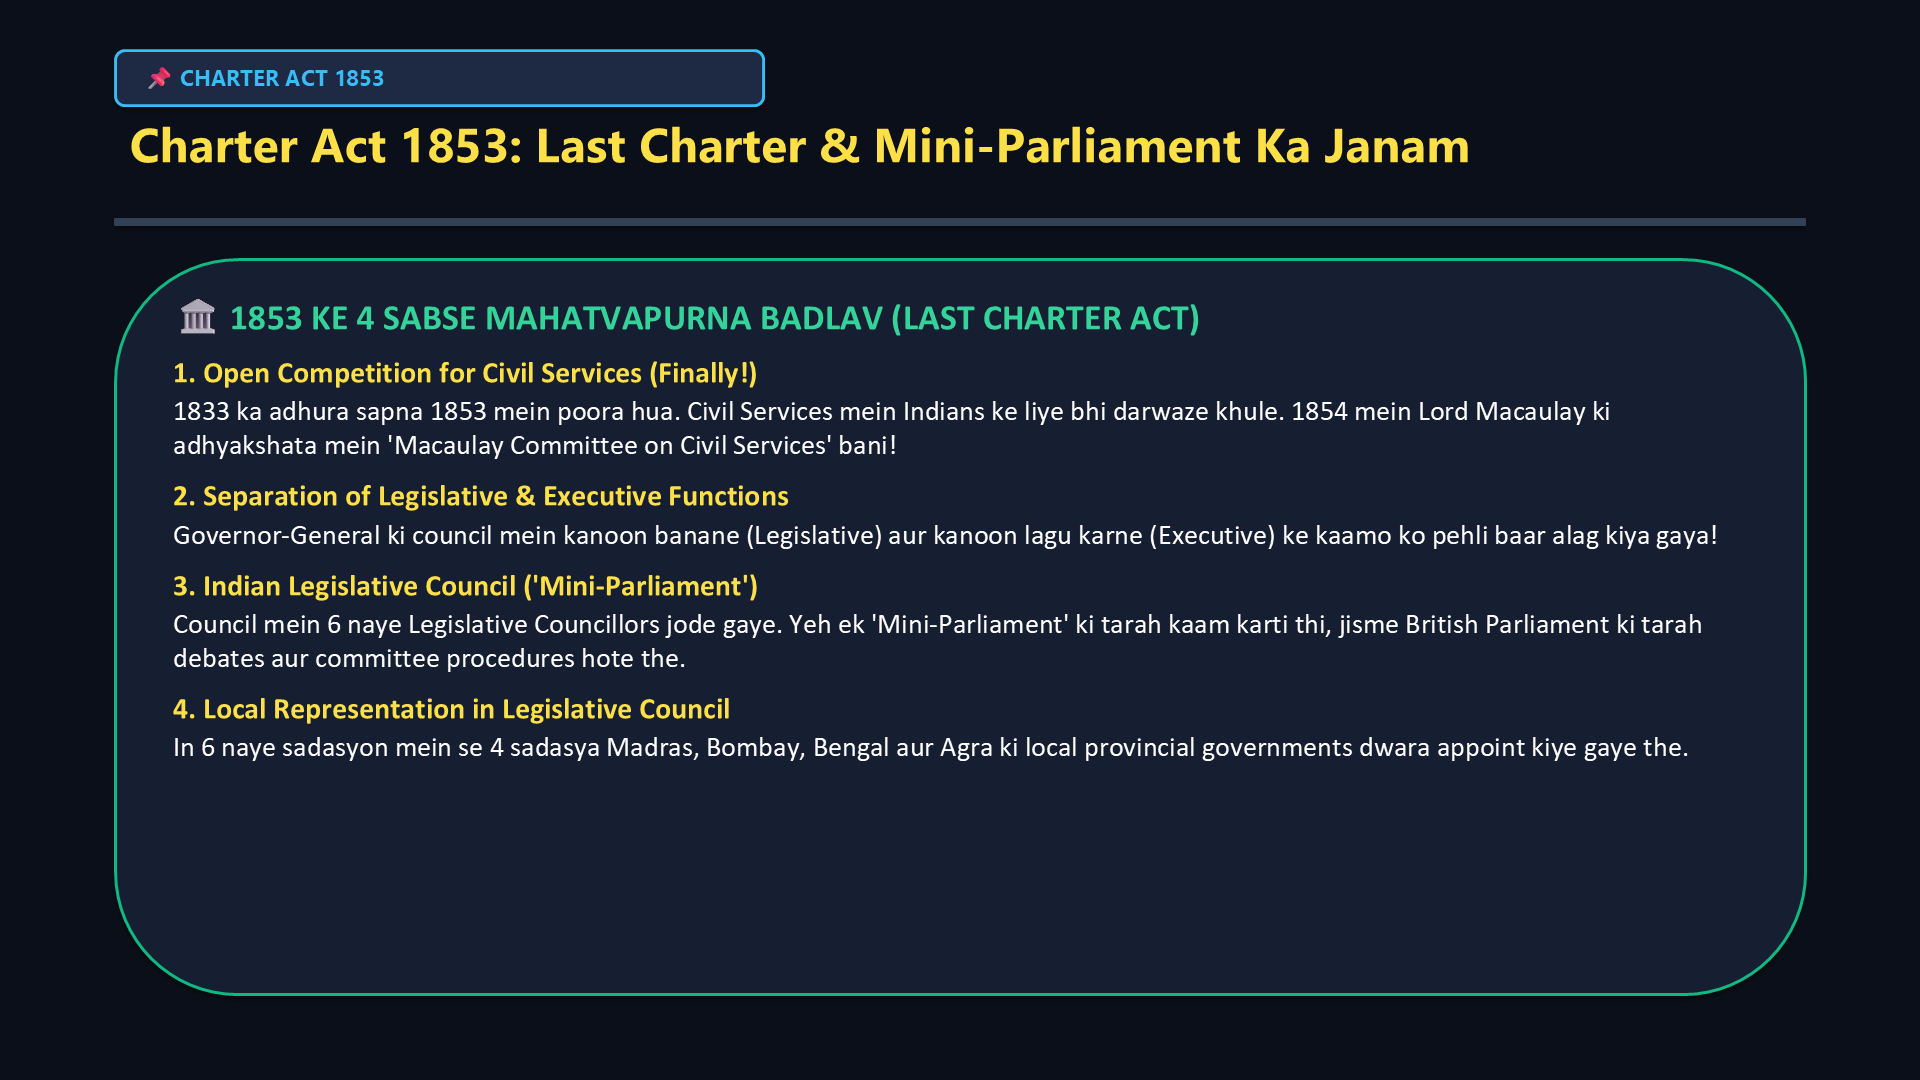 📌 CHARTER ACT 1853
Charter Act 1853: Last Charter & Mini-Parliament Ka Janam
🏛️ 1853 KE 4 SABSE MAHATVAPURNA BADLAV (LAST CHARTER ACT)
1. Open Competition for Civil Services (Finally!)
1833 ka adhura sapna 1853 mein poora hua. Civil Services mein Indians ke liye bhi darwaze khule. 1854 mein Lord Macaulay ki
adhyakshata mein 'Macaulay Committee on Civil Services' bani!
2. Separation of Legislative & Executive Functions
Governor-General ki council mein kanoon banane (Legislative) aur kanoon lagu karne (Executive) ke kaamo ko pehli baar alag kiya gaya!
3. Indian Legislative Council ('Mini-Parliament')
Council mein 6 naye Legislative Councillors jode gaye. Yeh ek 'Mini-Parliament' ki tarah kaam karti thi, jisme British Parliament ki tarah
debates aur committee procedures hote the.
4. Local Representation in Legislative Council
In 6 naye sadasyon mein se 4 sadasya Madras, Bombay, Bengal aur Agra ki local provincial governments dwara appoint kiye gaye the.